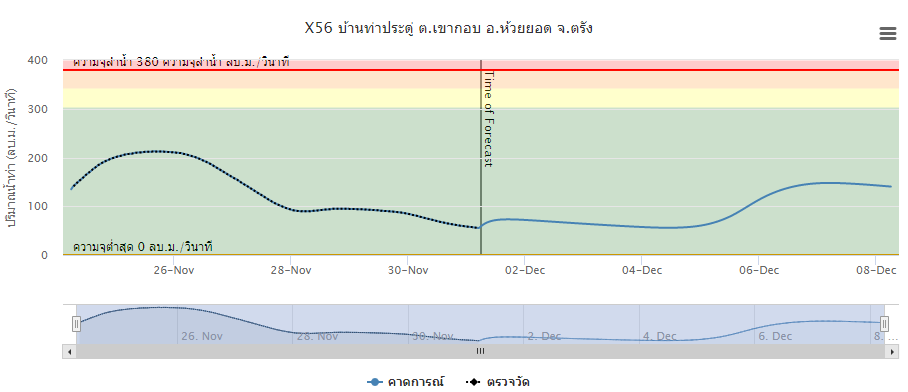 X56 บ้านท่าประดู่ ต.เขากอบ อ.ห้วยยอด จ.ตรัง
ปริมาณน้ำท่า (ลบ.ม./วินาที)
400
300
200
100
0
ความจุลำน้ำ 380 ความจุลำน้ำ ลบ.ม./วินาที
Time of Forecast
ความจุต่ำสุด 0 ลบ.ม./วินาที
26-Nov 28-Nov 30-Nov 02-Dec 04-Dec 06-Dec 08-Dec
26. Nov 28. Nov 30. Nov 2. Dec 4. Dec 6. Dec 8. …
คาดการณ์ ตรวจวัด